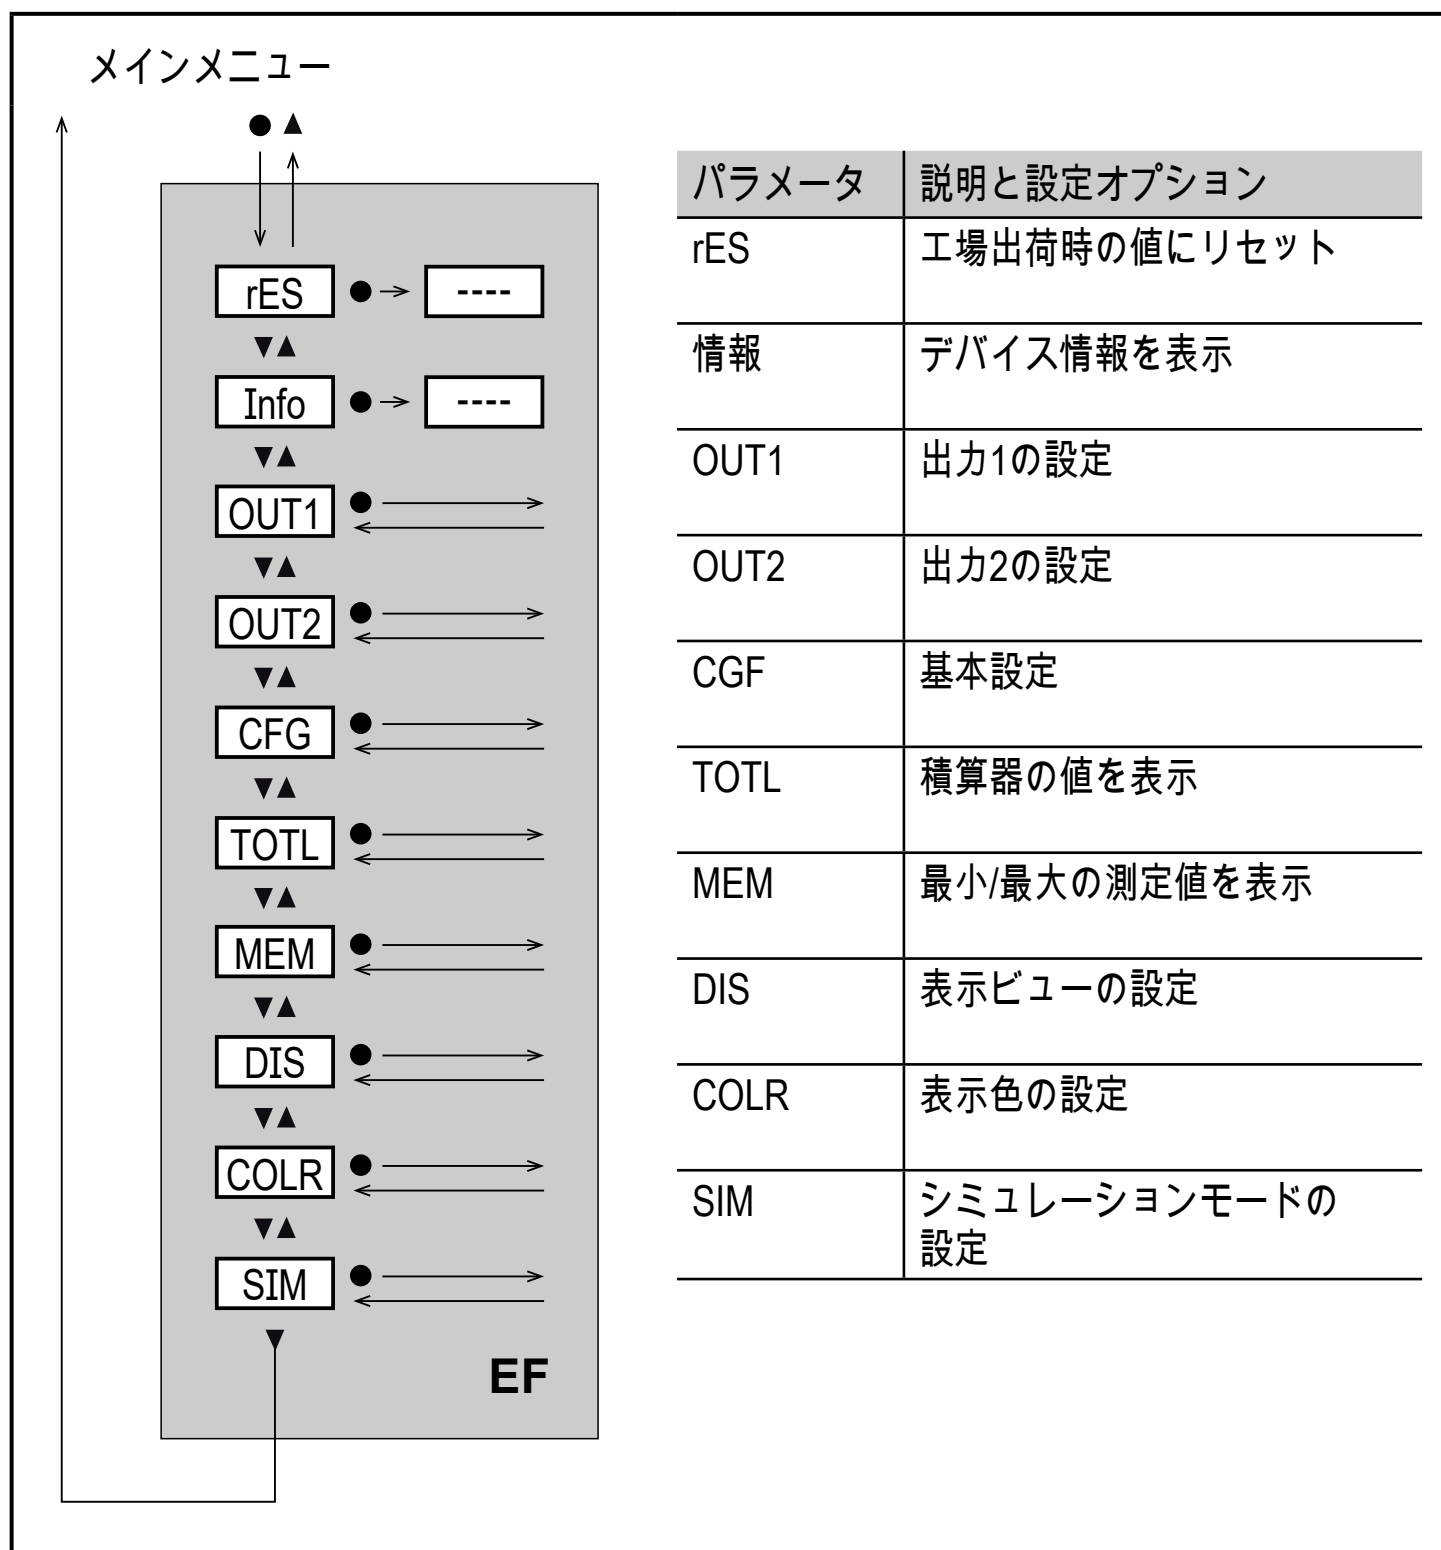 メインメニュー
rES
----
Info
----
OUT1
OUT2
CFG
TOTL
MEM
DIS
COLR
SIM
EF
パラメータ 説明と設定オプション
rES 工場出荷時の値にリセット
情報 デバイス情報を表示
OUT1 出力1の設定
OUT2 出力2の設定
CGF 基本設定
TOTL 積算器の値を表示
MEM 最小/最大の測定値を表示
DIS 表示ビューの設定
COLR 表示色の設定
SIM シミュレーションモードの
設定